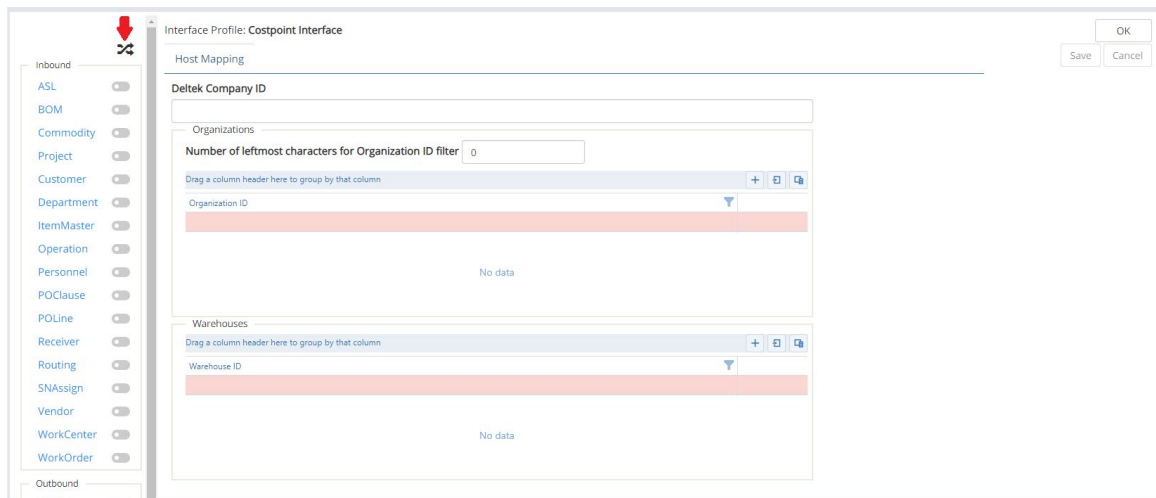 Interface Profile: Costpoint Interface
OK
Host Mapping
Save
Cancel
Inbound
ASL
BOM
Commodity
Project
Customer
Department
ItemMaster
Operation
Personnel
POClause
POLine
Receiver
Routing
SNAssign
Vendor
WorkCenter
WorkOrder
Outbound
Deltek Company ID
Organizations
Number of leftmost characters for Organization ID filter 0
Drag a column header here to group by that column
Organization ID
No data
Warehouses
Drag a column header here to group by that column
Warehouse ID
No data